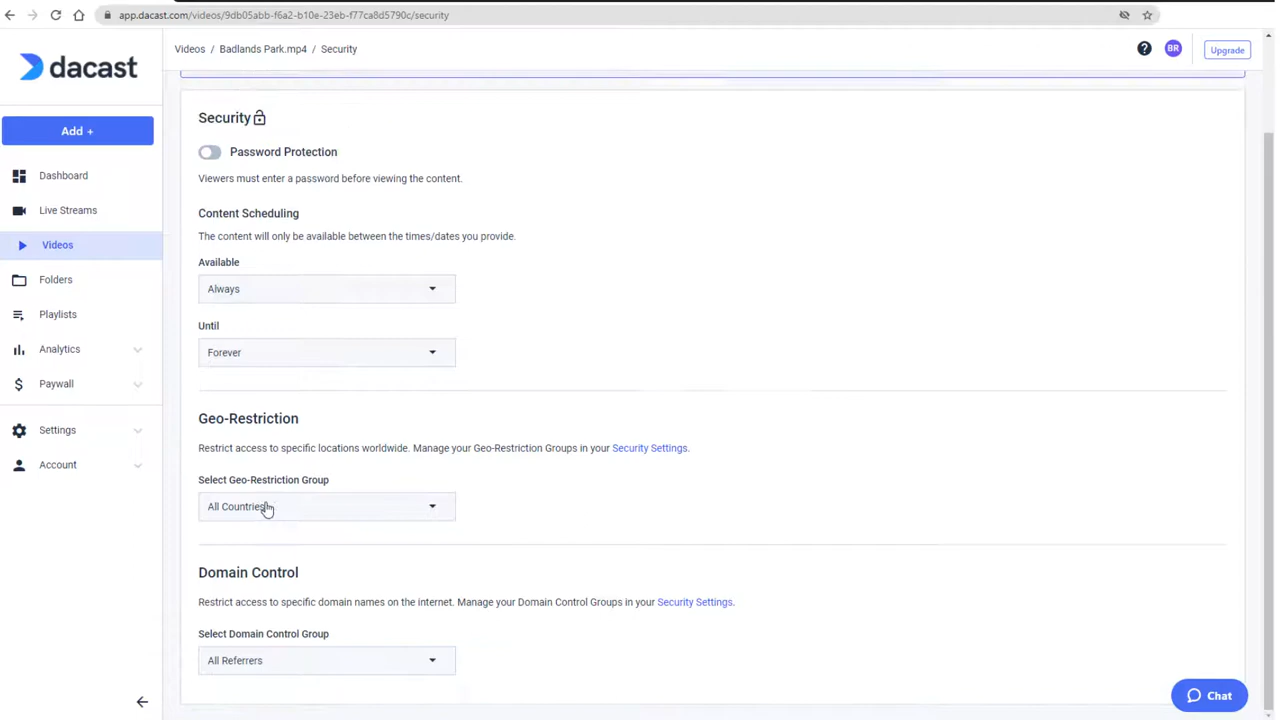 app.dacast.com/videos/9db05abb-f6a2-b10e-23eb-f77ca8d5790c/security
dacast
Videos / Badlands Park.mp4 / Security
BR
Upgrade
Add +
Dashboard
Live Streams
Videos
Folders
Playlists
Analytics
Paywall
Settings
Account
Security
Password Protection
Viewers must enter a password before viewing the content.
Content Scheduling
The content will only be available between the times/dates you provide.
Available
Always
Until
Forever
Geo-Restriction
Restrict access to specific locations worldwide. Manage your Geo-Restriction Groups in your Security Settings.
Select Geo-Restriction Group
All Countries
Domain Control
Restrict access to specific domain names on the internet. Manage your Domain Control Groups in your Security Settings.
Select Domain Control Group
All Referrers
Chat